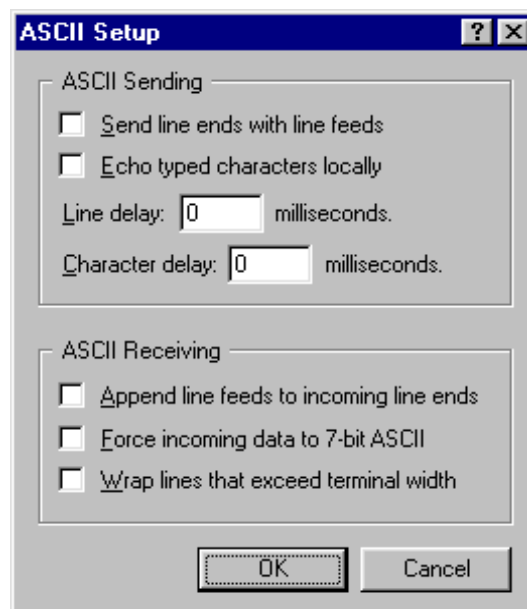 ASCII Setup
ASCII Sending
Send line ends with line feeds
Echo typed characters locally
Line delay: 0 milliseconds.
Character delay: 0 milliseconds.
ASCII Receiving
Append line feeds to incoming line ends
Force incoming data to 7-bit ASCII
Wrap lines that exceed terminal width
OK Cancel